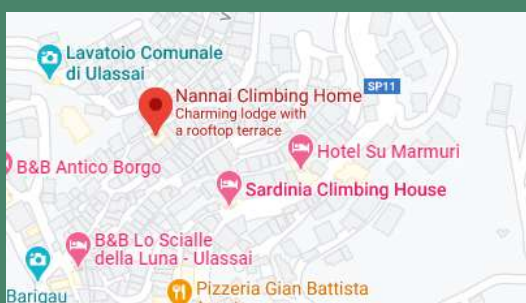 Lavatoio Comunale
di Ulassai
Nannai Climbing Home
Charming lodge with
a rooftop terrace
SP11
Hotel Su Marmuri
B&B Antico Borgo
Sardinia Climbing House
B&B Lo Scialle
della Luna - Ulassai
Barigau
Pizzeria Gian Battista